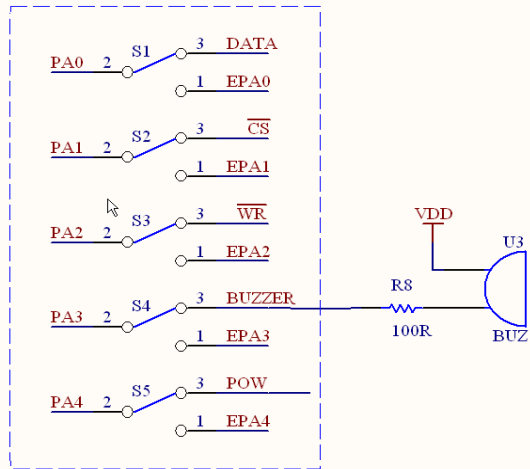 S1 3 DATA
PA0 2
1 EPA0
S2 3 CS
PA1 2
1 EPA1
S3 3 WR
PA2 2
1 EPA2
S4 3 BUZZER
PA3 2
1 EPA3
S5 3 POW
PA4 2
1 EPA4
VDD
U3
R8
100R
BUZ